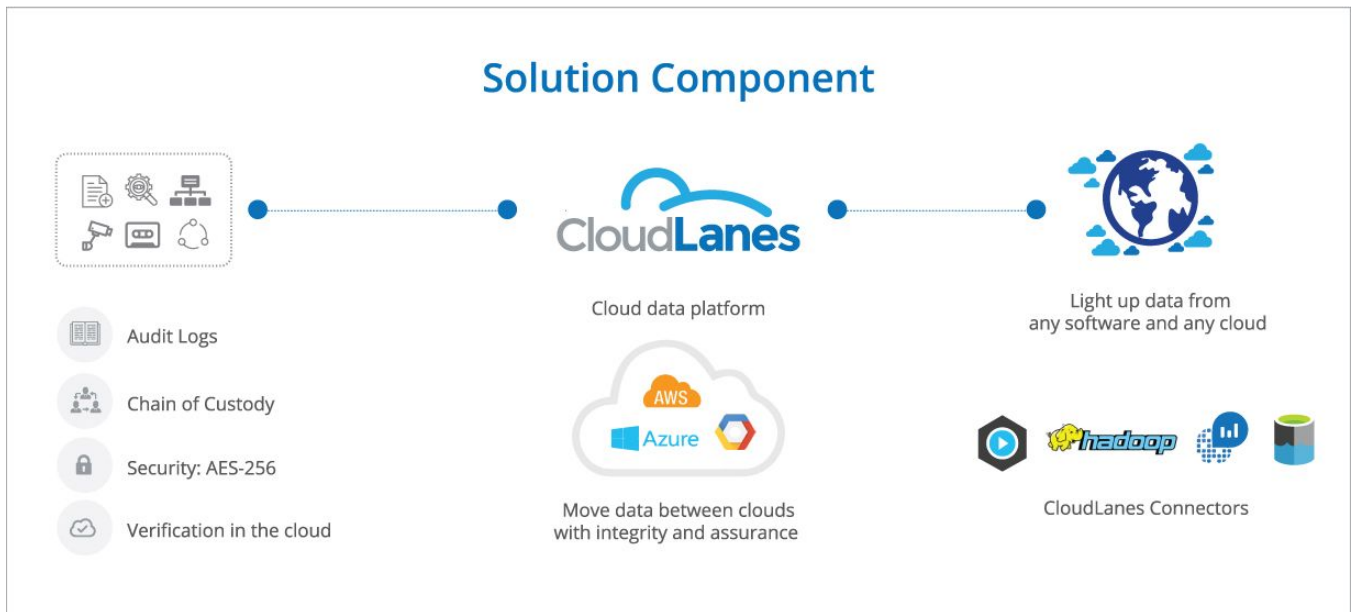 Solution Component
CloudLanes
Cloud data platform
Light up data from
any software and any cloud
Audit Logs
Chain of Custody
Security: AES-256
Verification in the cloud
AWS
Azure
Move data between clouds
with integrity and assurance
hadoop
CloudLanes Connectors